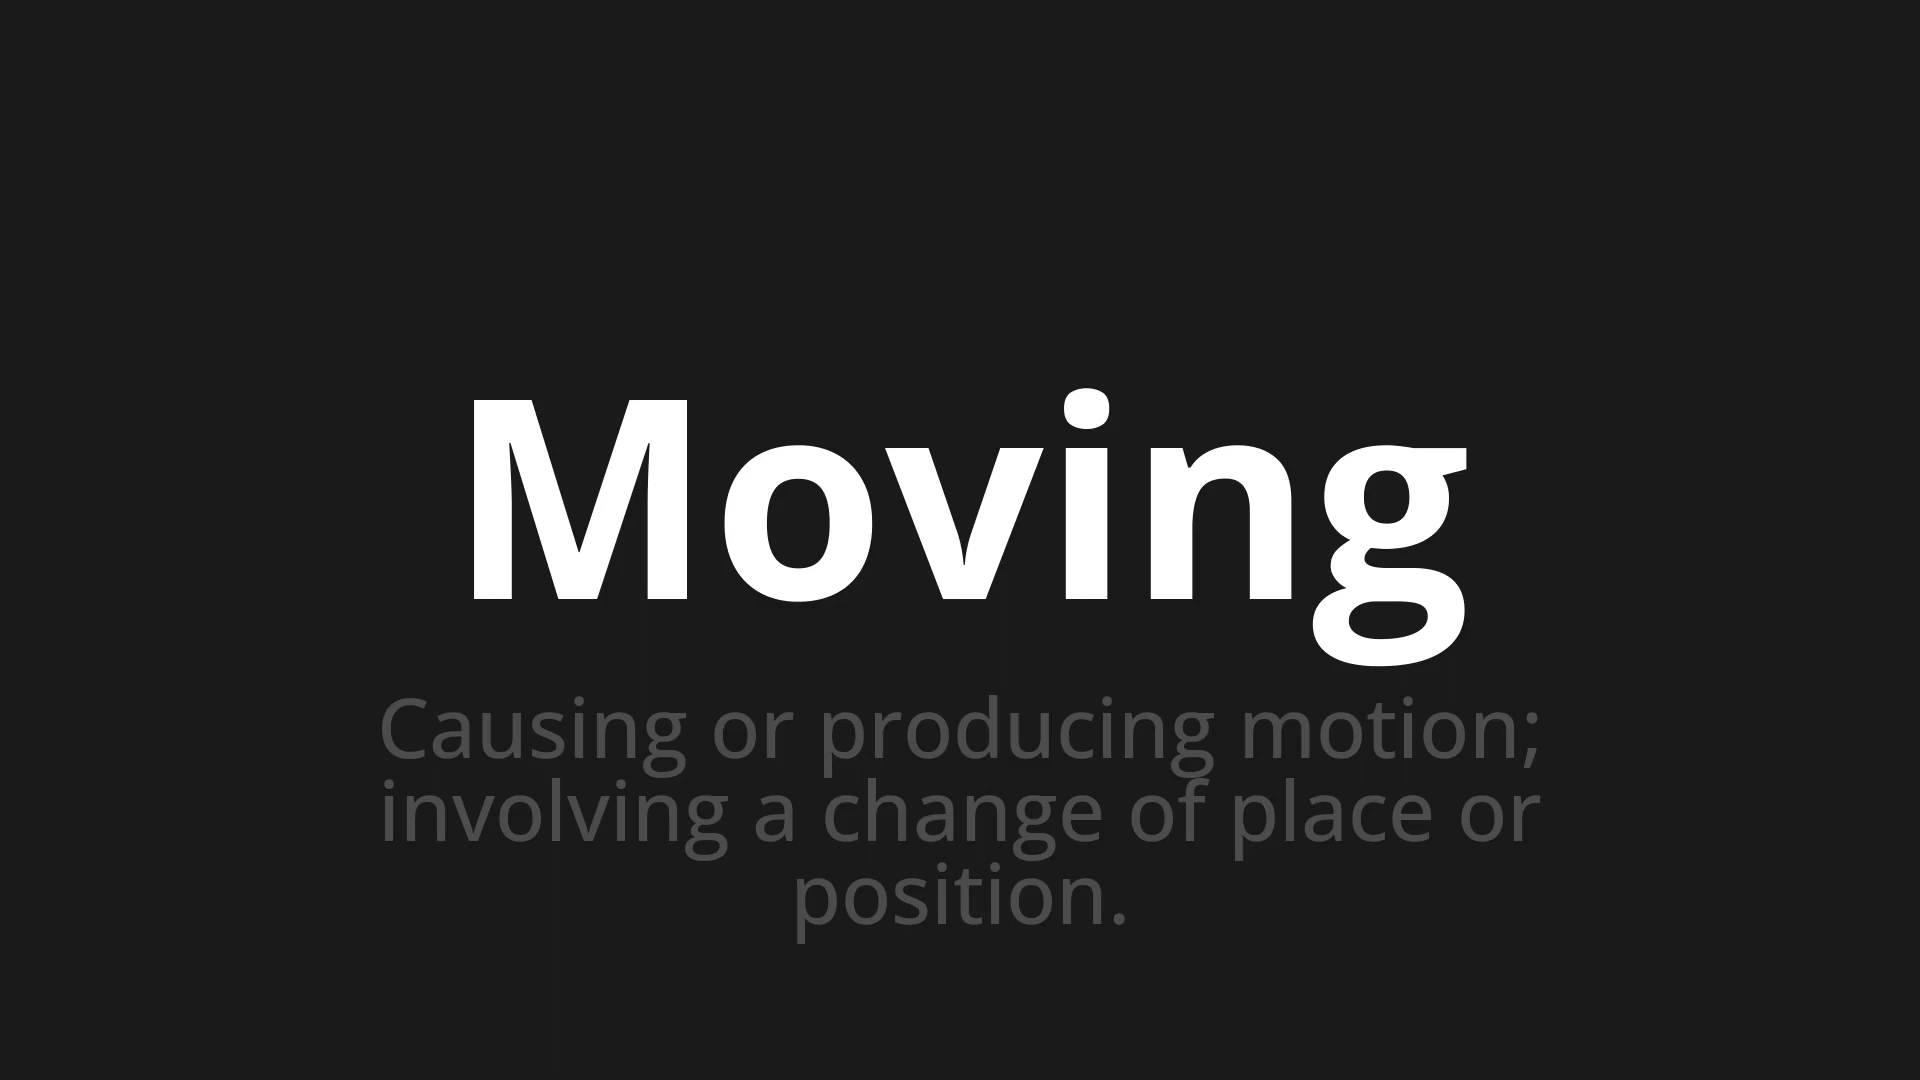 Moving
Causing or producing motion;
involving a change of place or
position.